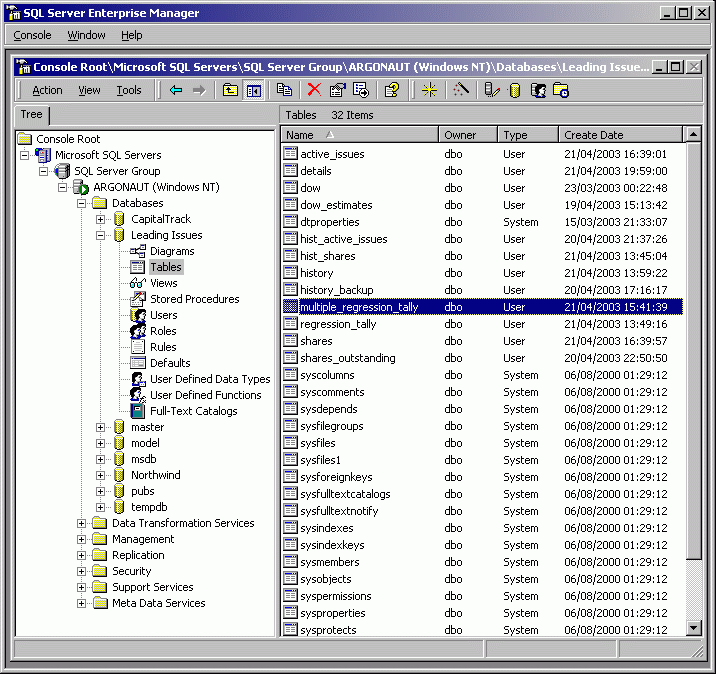 SQL Server Enterprise Manager
Console Window Help
Console Root\Microsoft SQL Servers\SQL Server Group\ARGONAUT (Windows NT)\Databases\Leading Issue...
Action View Tools
Tree
Console Root
Microsoft SQL Servers
SQL Server Group
ARGONAUT (Windows NT)
Databases
CapitalTrack
Leading Issues
Diagrams
Tables
Views
Stored Procedures
Users
Roles
Rules
Defaults
User Defined Data Types
User Defined Functions
Full-Text Catalogs
master
model
msdb
Northwind
pubs
tempdb
Data Transformation Services
Management
Replication
Security
Support Services
Meta Data Services
Tables 32 Items
Name Owner Type Create Date
active_issues dbo User 21/04/2003 16:39:01
details dbo User 21/04/2003 19:59:00
dow dbo User 23/03/2003 00:22:48
dow_estimates dbo User 19/04/2003 15:13:42
dtproperties dbo System 15/03/2003 21:33:07
hist_active_issues dbo User 20/04/2003 21:37:26
hist_shares dbo User 21/04/2003 13:45:04
history dbo User 21/04/2003 13:59:22
history_backup dbo User 20/04/2003 17:16:17
multiple_regression_tally dbo User 21/04/2003 15:41:39
regression_tally dbo User 21/04/2003 13:49:16
shares dbo User 21/04/2003 16:39:57
shares_outstanding dbo User 20/04/2003 22:50:50
syscolumns dbo System 06/08/2000 01:29:12
syscomments dbo System 06/08/2000 01:29:12
sysdepends dbo System 06/08/2000 01:29:12
sysfilegroups dbo System 06/08/2000 01:29:12
sysfiles dbo System 06/08/2000 01:29:12
sysfiles1 dbo System 06/08/2000 01:29:12
sysforeignkeys dbo System 06/08/2000 01:29:12
sysfulltextcatalogs dbo System 06/08/2000 01:29:12
sysfulltextnotify dbo System 06/08/2000 01:29:12
sysindexes dbo System 06/08/2000 01:29:12
sysindexkeys dbo System 06/08/2000 01:29:12
sysmembers dbo System 06/08/2000 01:29:12
sysobjects dbo System 06/08/2000 01:29:12
syspermissions dbo System 06/08/2000 01:29:12
sysproperties dbo System 06/08/2000 01:29:12
sysprotects dbo System 06/08/2000 01:29:12